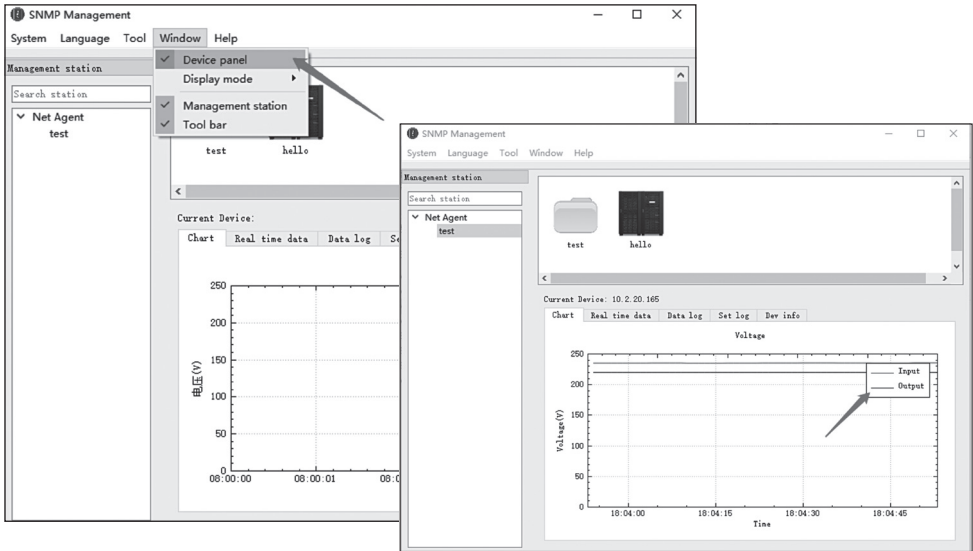 SNMP Management
System Language Tool Window Help
Device panel
Display mode
Management station
Tool bar
Management station
Search station
Net Agent
test
test hello
Current Device:
Chart Real time data Data log Se
250
200
150
100
50
0
电压(V)
08:00:00 08:00:01 08:0
SNMP Management
System Language Tool Window Help
Management station
Search station
Net Agent
test
test hello
Current Device: 10.2.20.165
Chart Real time data Data log Set log Dev info
Voltage
Input
Output
250
200
150
100
50
0
Voltage(V)
18:04:00 18:04:15 18:04:30 18:04:45
Time